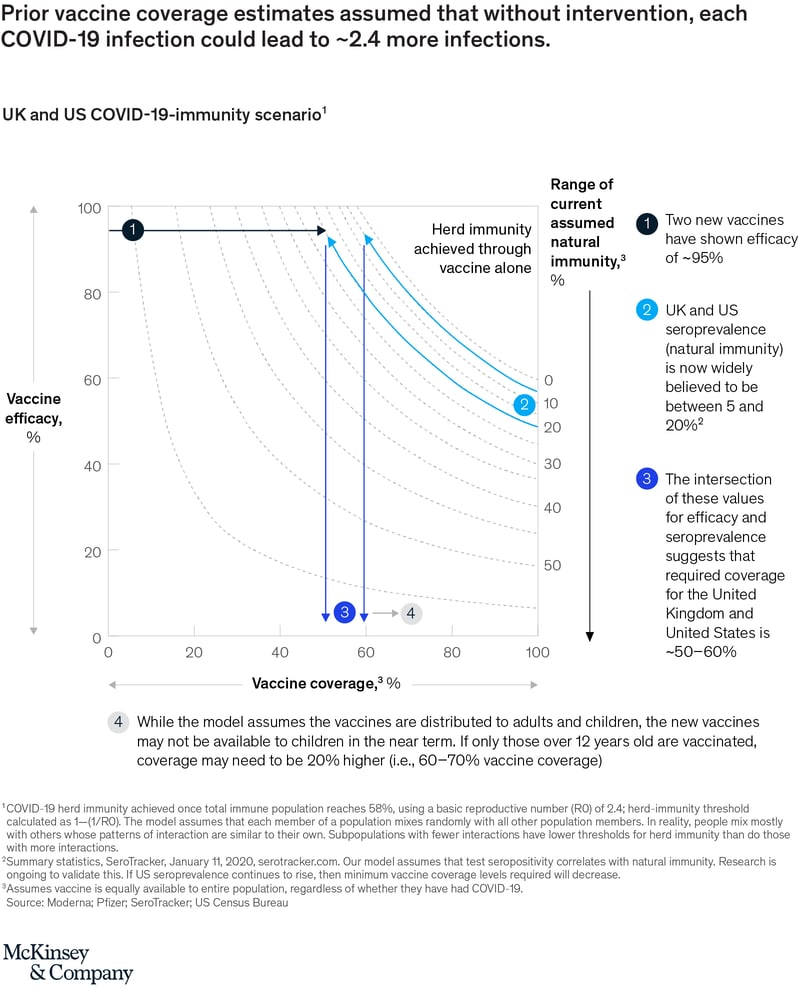 Prior vaccine coverage estimates assumed that without intervention, each
COVID-19 infection could lead to ~2.4 more infections.
UK and US COVID-19-immunity scenario¹
Range of
current
assumed
natural
immunity,³
%
Herd immunity
achieved through
vaccine alone
Vaccine
efficacy,
%
100
80
60
40
20
0
1
2
3
4
0
10
20
30
40
50
0
20
40
60
80
100
Vaccine coverage,³ %
1 Two new vaccines
have shown efficacy
of ~95%
2 UK and US
seroprevalence
(natural immunity)
is now widely
believed to be
between 5 and
20%²
3 The intersection
of these values
for efficacy and
seroprevalence
suggests that
required coverage
for the United
Kingdom and
United States is
~50–60%
4 While the model assumes the vaccines are distributed to adults and children, the new vaccines
may not be available to children in the near term. If only those over 12 years old are vaccinated,
coverage may need to be 20% higher (i.e., 60–70% vaccine coverage)
¹COVID-19 herd immunity achieved once total immune population reaches 58%, using a basic reproductive number (R0) of 2.4; herd-immunity threshold
calculated as 1—(1/R0). The model assumes that each member of a population mixes randomly with all other population members. In reality, people mix mostly
with others whose patterns of interaction are similar to their own. Subpopulations with fewer interactions have lower thresholds for herd immunity than do those
with more interactions.
²Summary statistics, SeroTracker, January 11, 2020, serotracker.com. Our model assumes that test seropositivity correlates with natural immunity. Research is
ongoing to validate this. If US seroprevalence continues to rise, then minimum vaccine coverage levels required will decrease.
³Assumes vaccine is equally available to entire population, regardless of whether they have had COVID-19.
Source: Moderna; Pfizer; SeroTracker; US Census Bureau
McKinsey
& Company